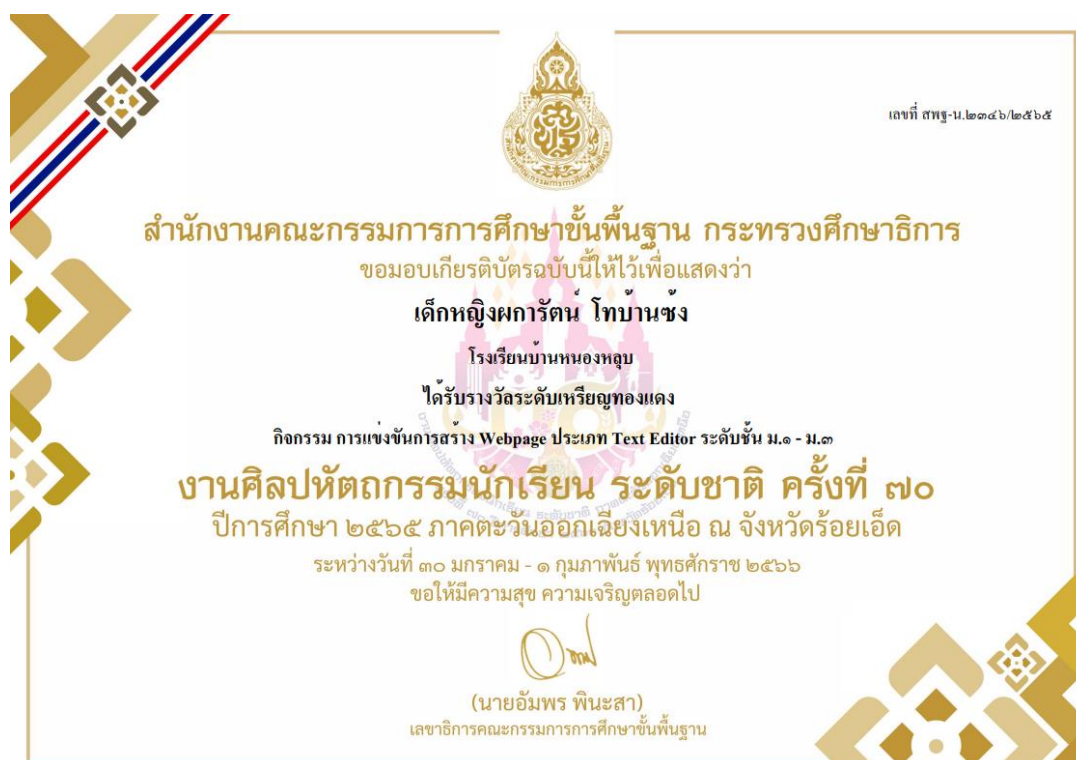 เลขที่ สพฐ-น.๒๓๔๖/๒๕๖๕
สำนักงานคณะกรรมการการศึกษาขั้นพื้นฐาน กระทรวงศึกษาธิการ
ขอมอบเกียรติบัตรฉบับนี้ให้ไว้เพื่อแสดงว่า
เด็กหญิงผการัตน์ โทบ้านซ้ง
โรงเรียนบ้านหนองหลุบ
ได้รับรางวัลระดับเหรียญทองแดง
กิจกรรม การแข่งขันการสร้าง Webpage ประเภท Text Editor ระดับชั้น ม.๑ - ม.๓
งานศิลปหัตถกรรมนักเรียน ระดับชาติ ครั้งที่ ๗๐
ปีการศึกษา ๒๕๖๕ ภาคตะวันออกเฉียงเหนือ ณ จังหวัดร้อยเอ็ด
ระหว่างวันที่ ๓๐ มกราคม - ๑ กุมภาพันธ์ พุทธศักราช ๒๕๖๖
ขอให้มีความสุข ความเจริญตลอดไป
(นายอัมพร พินะสา)
เลขาธิการคณะกรรมการการศึกษาขั้นพื้นฐาน